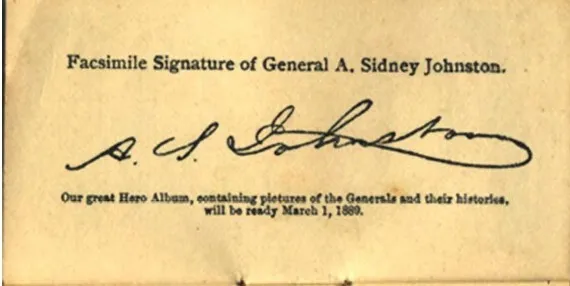 Facsimile Signature of General A. Sidney Johnston.
A. S. Johnston
Our great Hero Album, containing pictures of the Generals and their histories,
will be ready March 1, 1889.